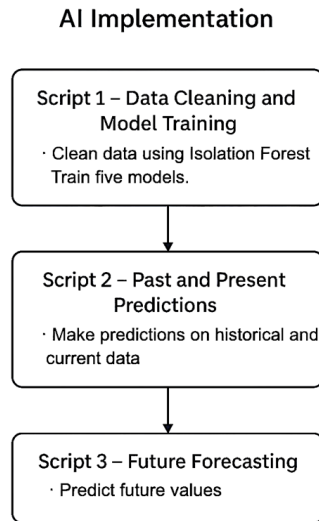 AI Implementation
Script 1 – Data Cleaning and
Model Training
· Clean data using Isolation Forest
Train five models.
Script 2 – Past and Present
Predictions
· Make predictions on historical and
current data
Script 3 – Future Forecasting
· Predict future values